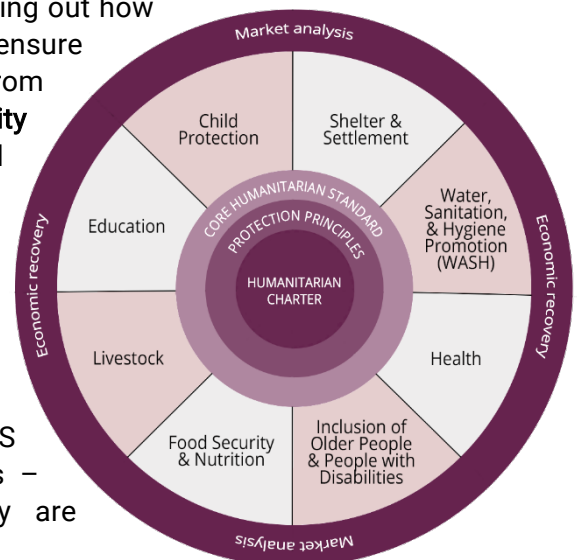 ing out how
ensure
rom
ity
S
s –
y are
Market analysis
Child
Protection
Shelter &
Settlement
Education
Water,
Sanitation,
& Hygiene
Promotion
(WASH)
CORE HUMANITARIAN STANDARD
PROTECTION PRINCIPLES
HUMANITARIAN
CHARTER
Economic recovery
Economic recovery
Livestock
Health
Food Security
& Nutrition
Inclusion of
Older People
& People with
Disabilities
Market analysis